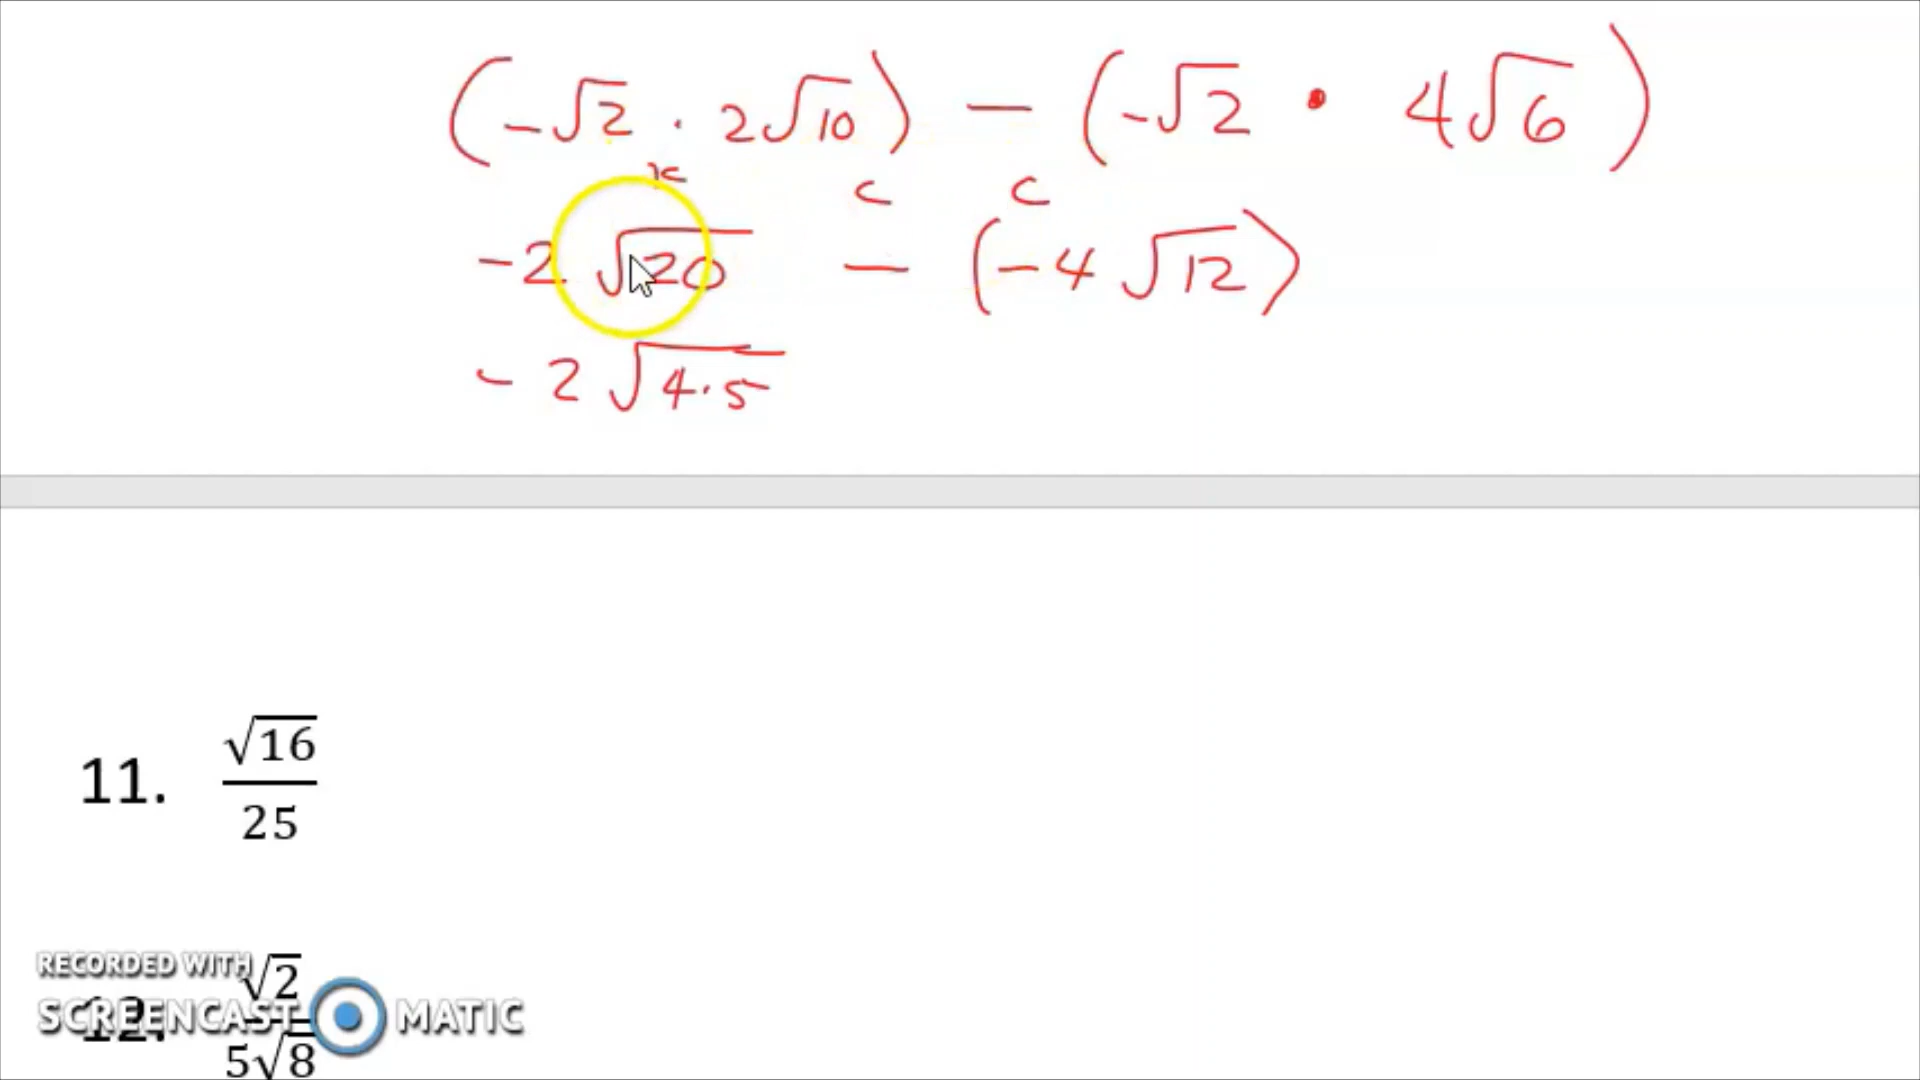 (-√2 · 2√10) - (-√2 • 4√6)
K C C
-2 √20 - (-4 √12)
- 2 √4·5
11. √16/25
12. √2/5√8
RECORDED WITH
SCREENCAST MATIC